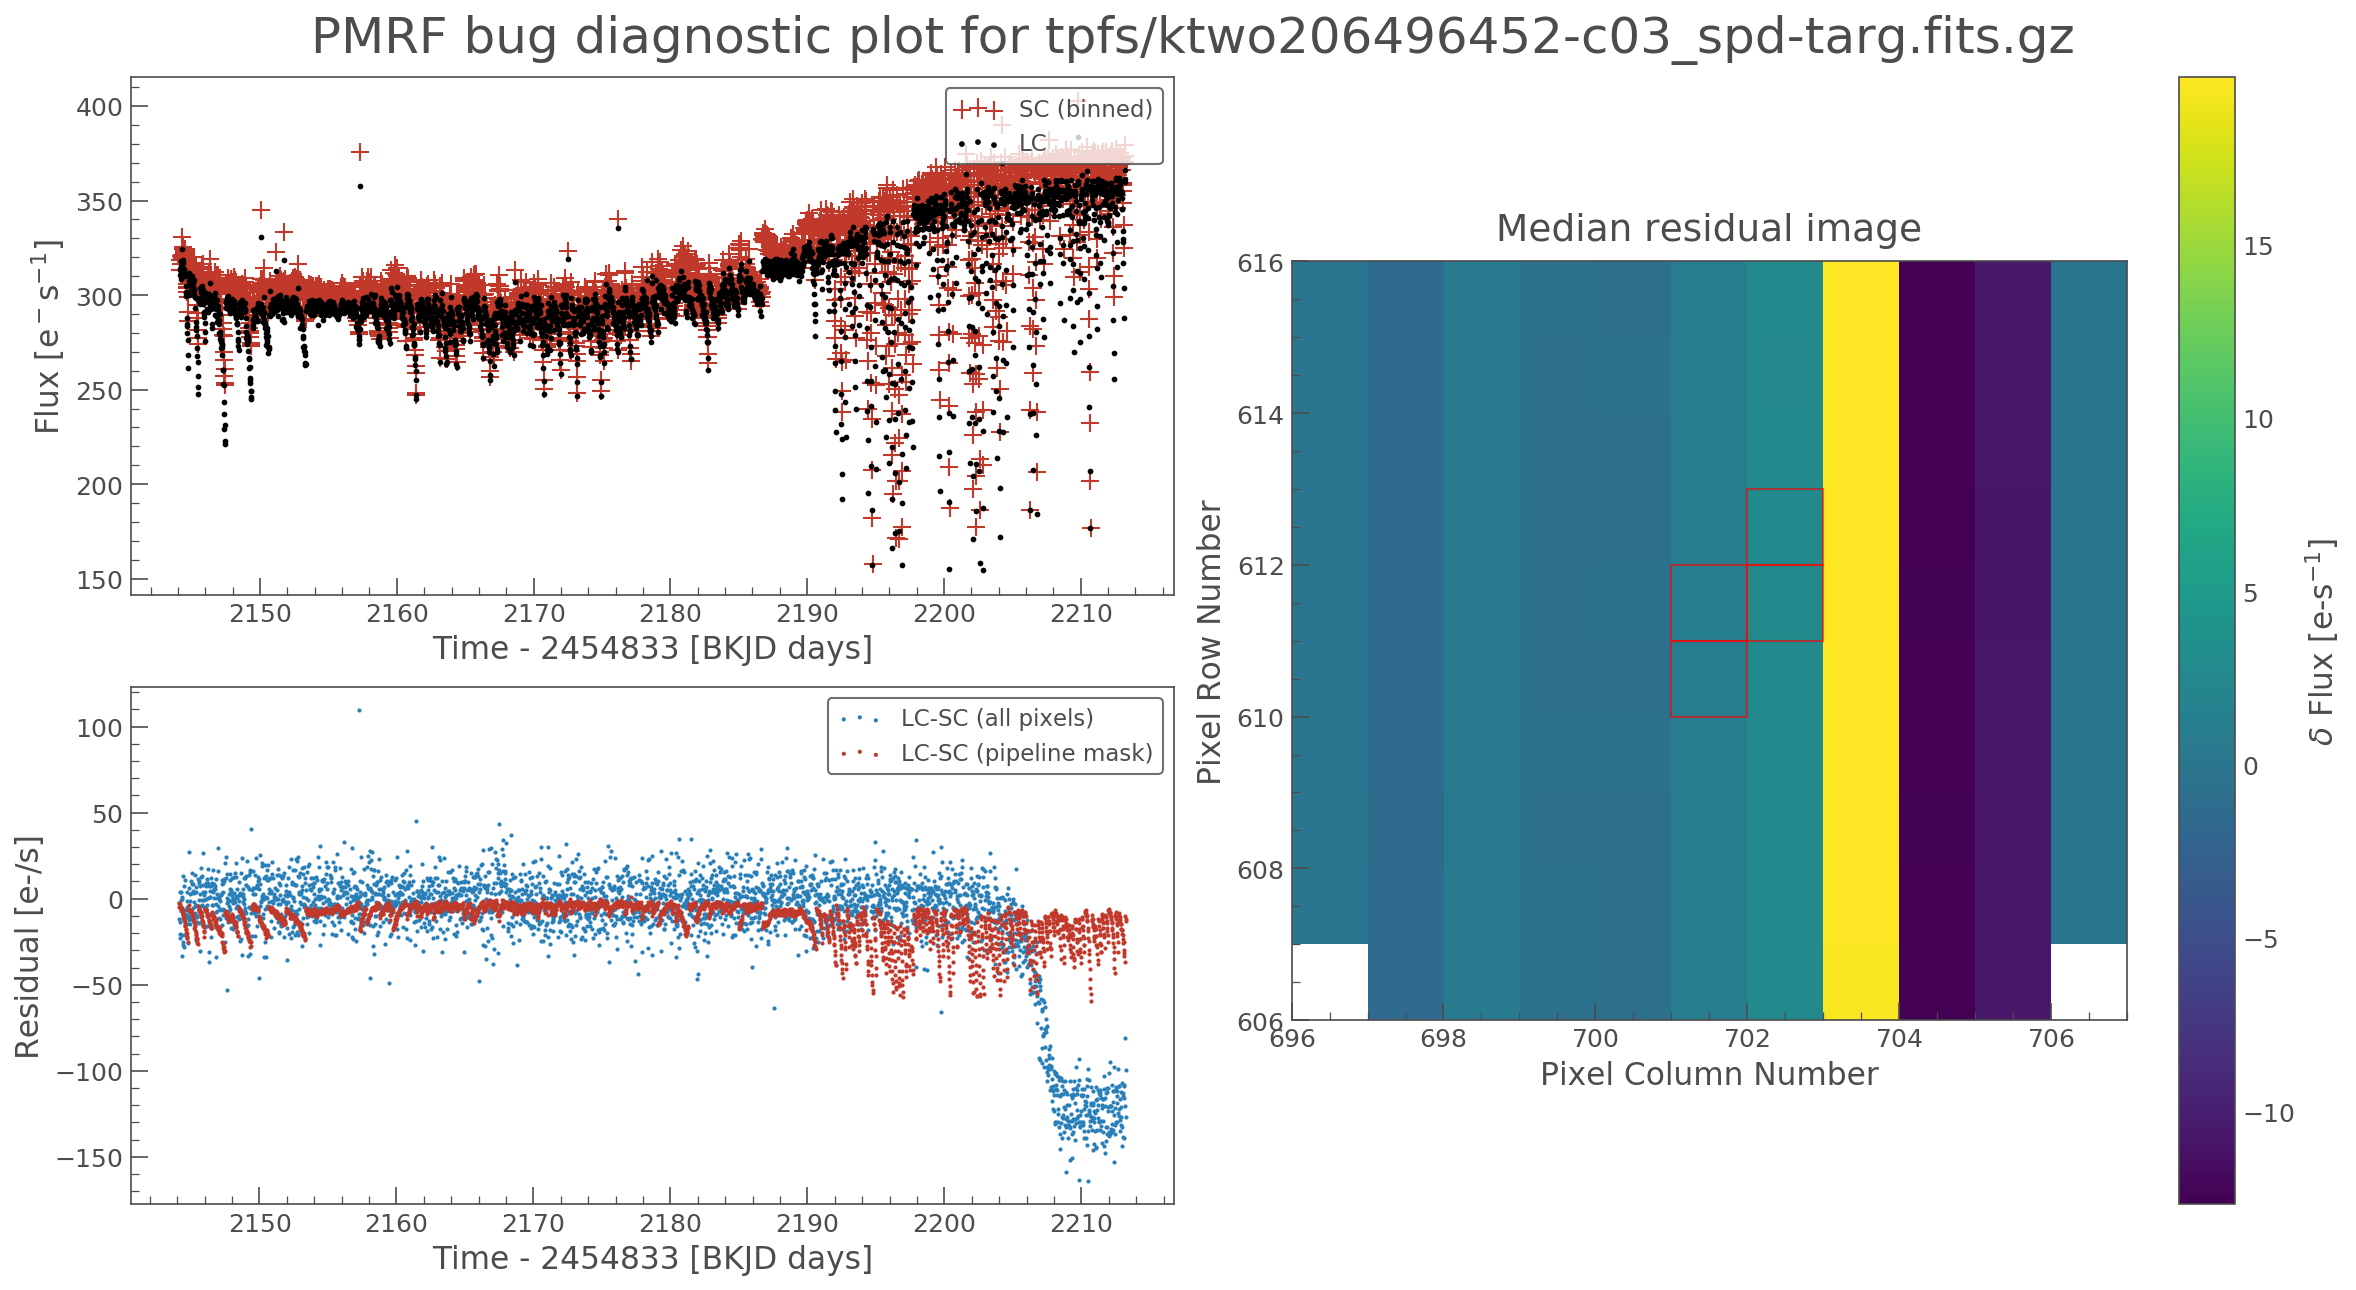 PMRF bug diagnostic plot for tpfs/ktwo206496452-c03_spd-targ.fits.gz
400
350
300
250
200
150
Flux [e⁻ s⁻¹]
SC (binned)
LC
2150 2160 2170 2180 2190 2200 2210
Time - 2454833 [BKJD days]
100
50
0
−50
−100
−150
Residual [e-/s]
LC-SC (all pixels)
LC-SC (pipeline mask)
2150 2160 2170 2180 2190 2200 2210
Time - 2454833 [BKJD days]
Median residual image
616
614
612
610
608
606
Pixel Row Number
696 698 700 702 704 706
Pixel Column Number
15
10
5
0
−5
−10
δ Flux [e-s⁻¹]